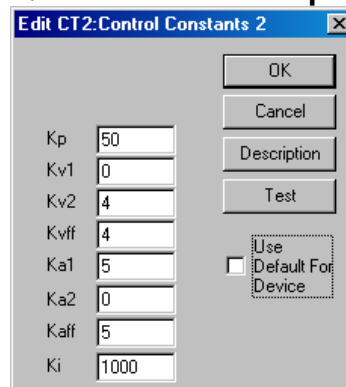 Edit CT2:Control Constants 2
OK
Cancel
Description
Test
Kp 50
Kv1 0
Kv2 4
Kvff 4
Ka1 5
Ka2 0
Kaff 5
Ki 1000
Use
Default For
Device